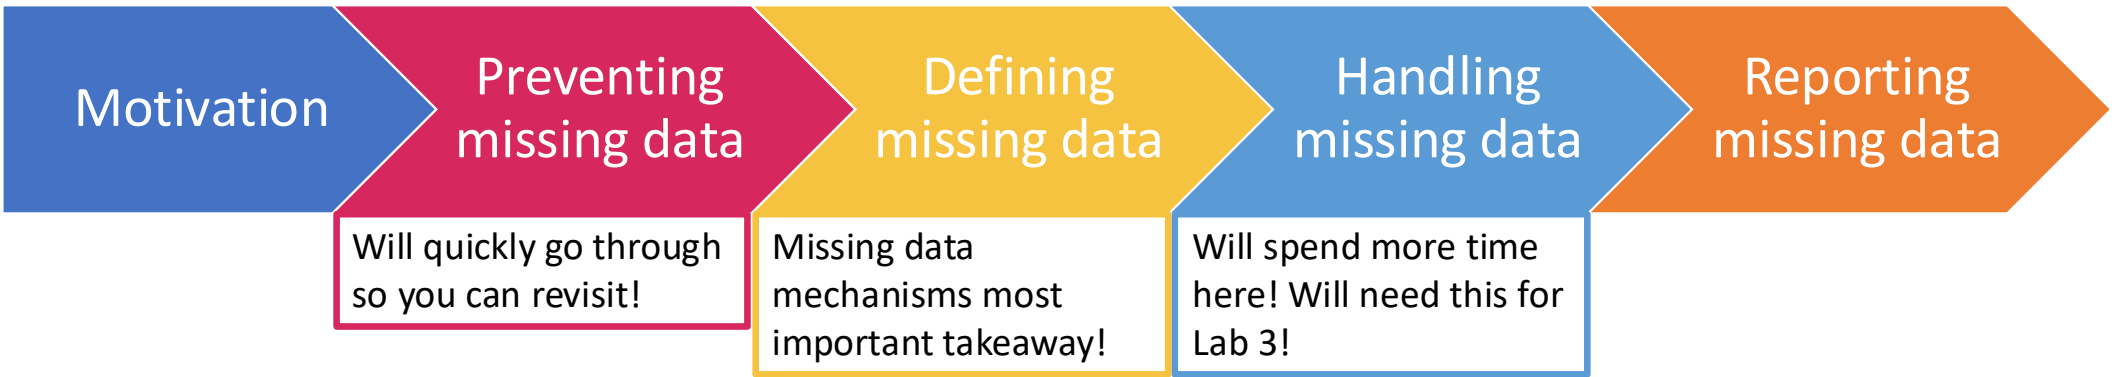 Motivation
Preventing
missing data
Defining
missing data
Handling
missing data
Reporting
missing data
Will quickly go through
so you can revisit!
Missing data
mechanisms most
important takeaway!
Will spend more time
here! Will need this for
Lab 3!